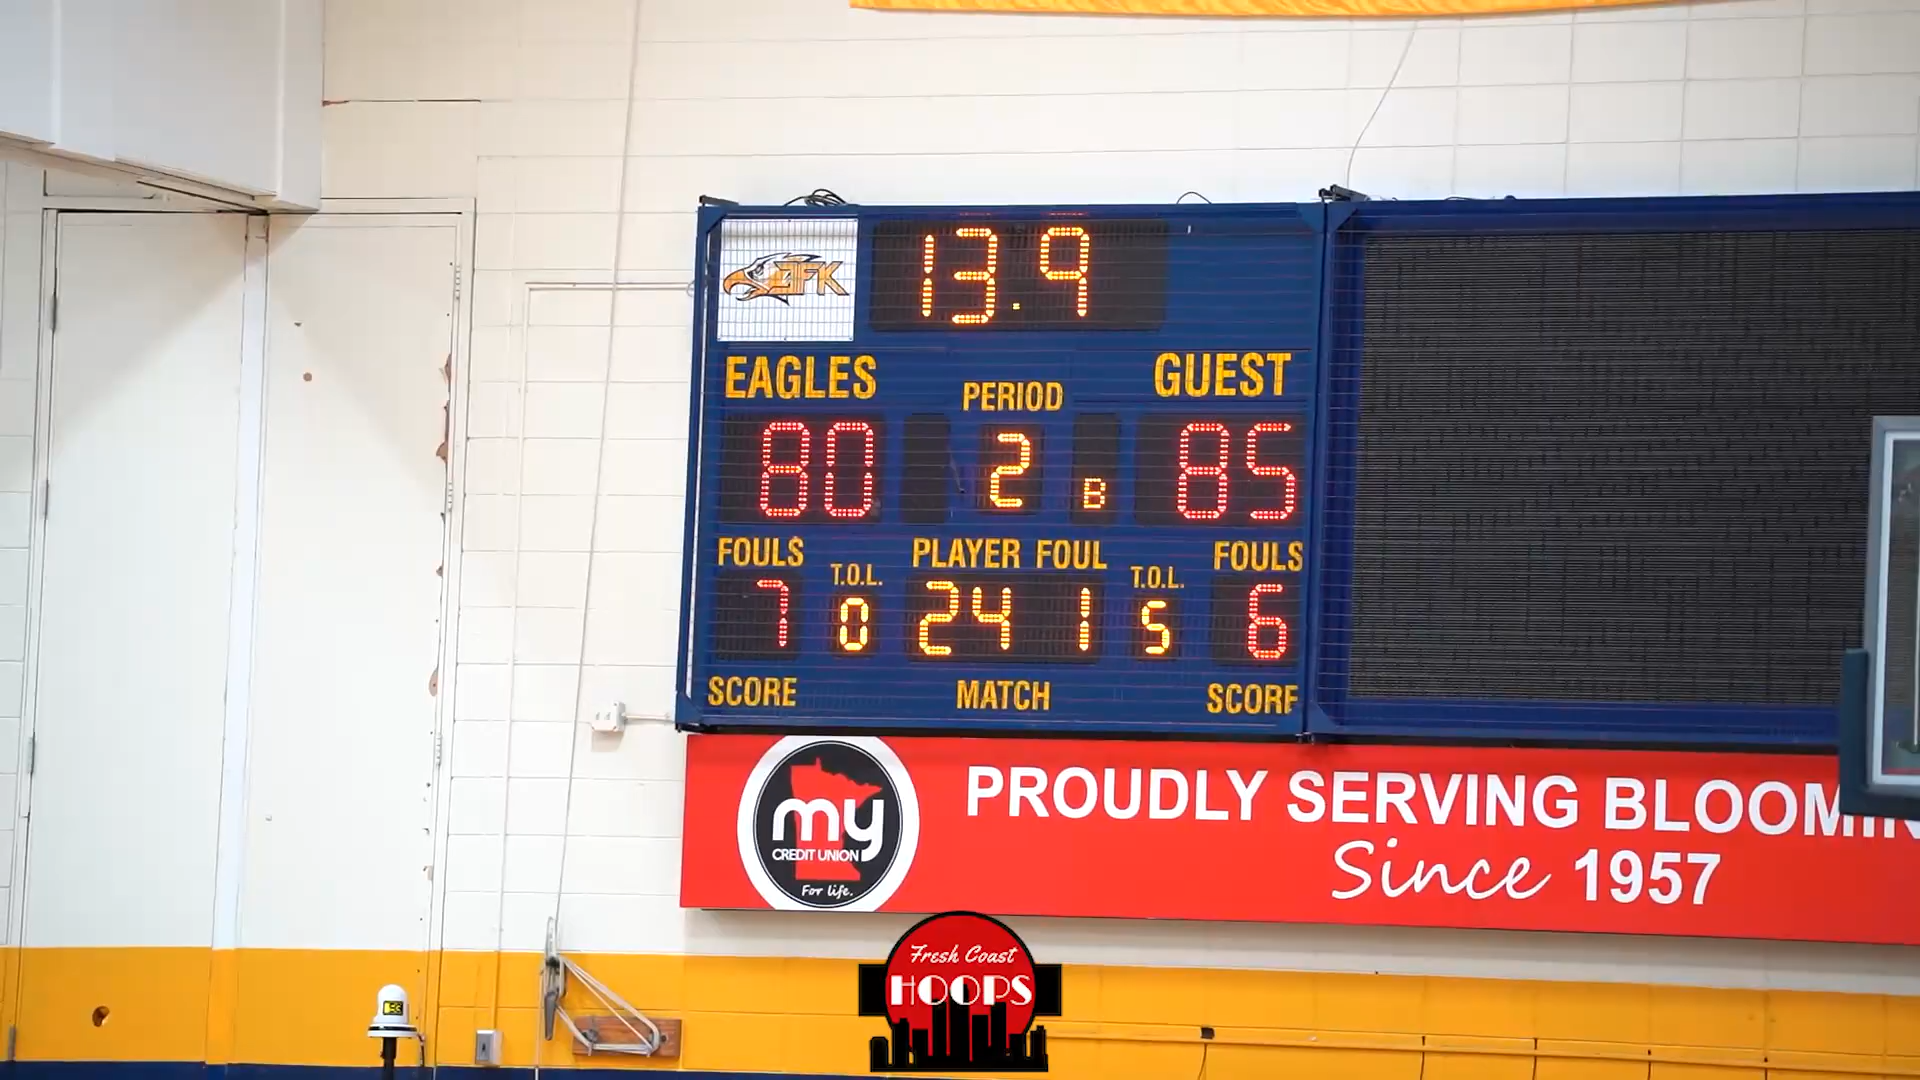 JFK
13.9
EAGLES
GUEST
PERIOD
80
2
B
85
FOULS
PLAYER FOUL
FOULS
T.O.L.
T.O.L.
7
0
24
1
5
6
SCORE
MATCH
SCORE
my
CREDIT UNION
For life.
PROUDLY SERVING BLOOMIN
Since 1957
Fresh Coast
HOOPS